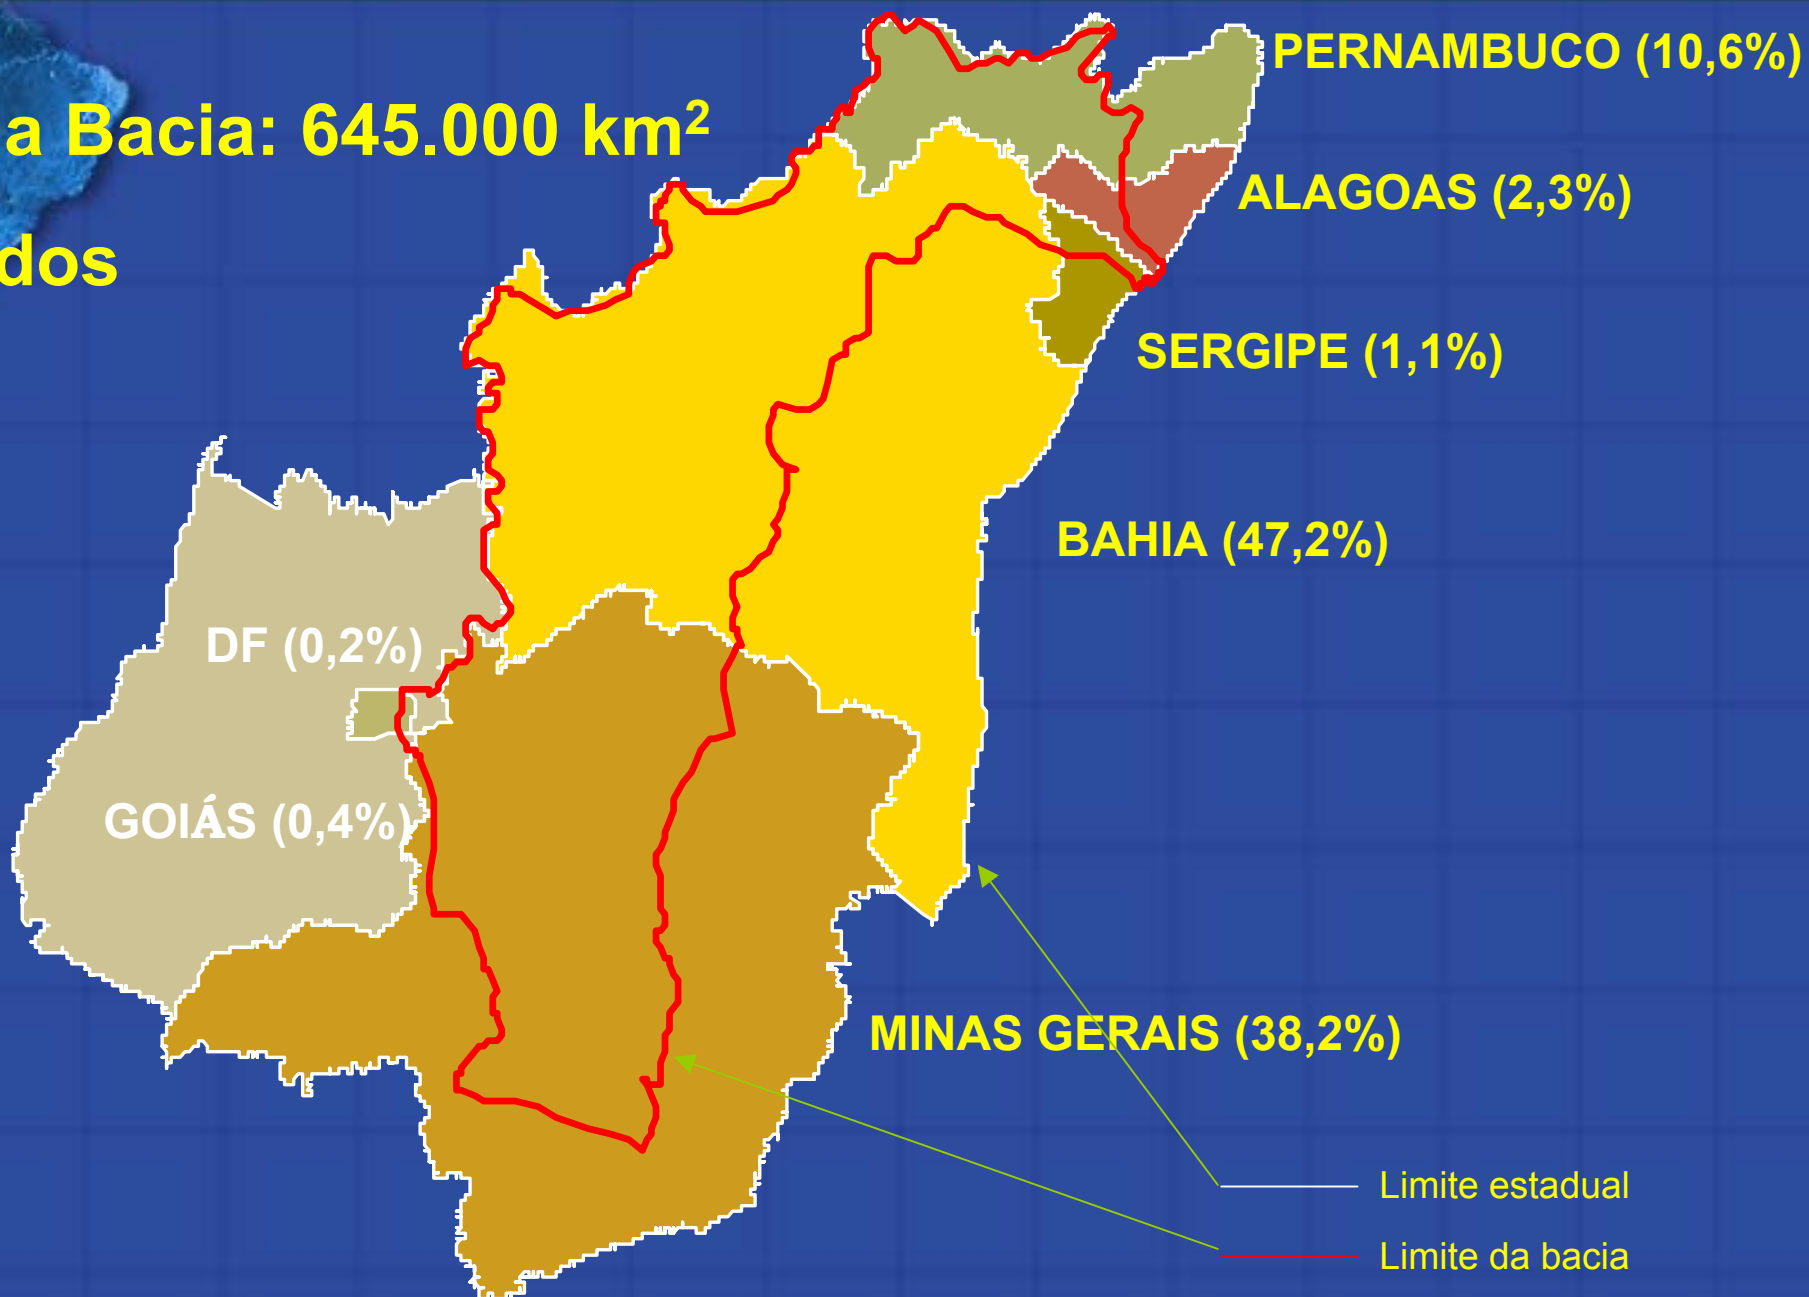 PERNAMBUCO (10,6%)
a Bacia: 645.000 km²
ALAGOAS (2,3%)
dos
SERGIPE (1,1%)
BAHIA (47,2%)
DF (0,2%)
GOIÁS (0,4%)
MINAS GERAIS (38,2%)
Limite estadual
Limite da bacia